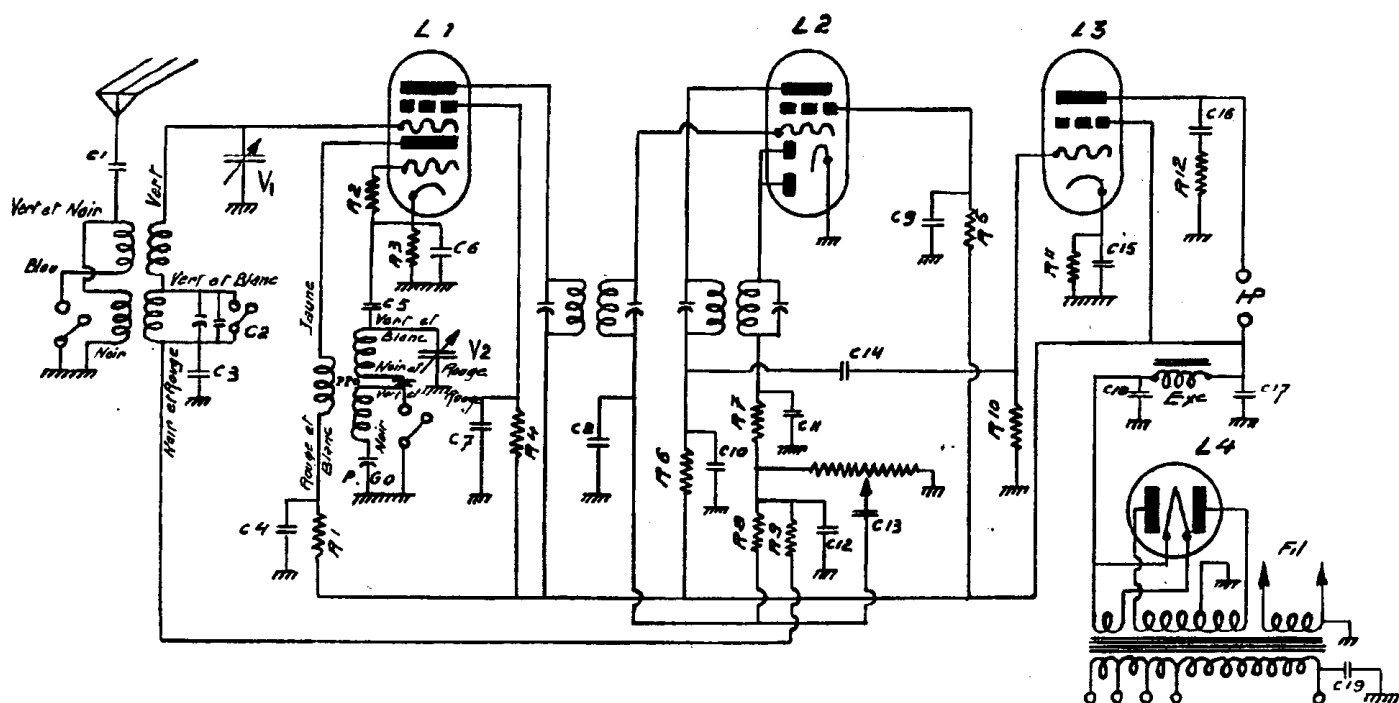 L1
L2
L3
C1
V1
Vert
Vert et Noir
Bleu
Noir
Vert et Blanc
C2
C3
Noir et Rouge
Jaune
Rouge et
Blanc
C4
R1
R2
R3
C6
C5
Vert et
Blanc
V2
Noir et
Rouge
Vert et
Rouge
Noir
P.GO
C7
R4
C8
R6
C10
C14
R7
C11
R8
R9
C12
C13
C9
R5
R10
R11
C15
C16
R12
HP
C18
Exc
C17
L4
Fil
C19